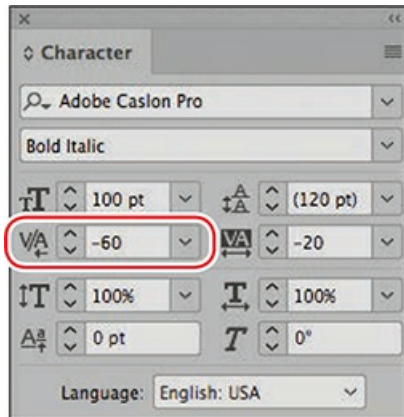 Character
Adobe Caslon Pro
Bold Italic
100 pt (120 pt)
-60 -20
100% 100%
0 pt 0°
Language: English: USA